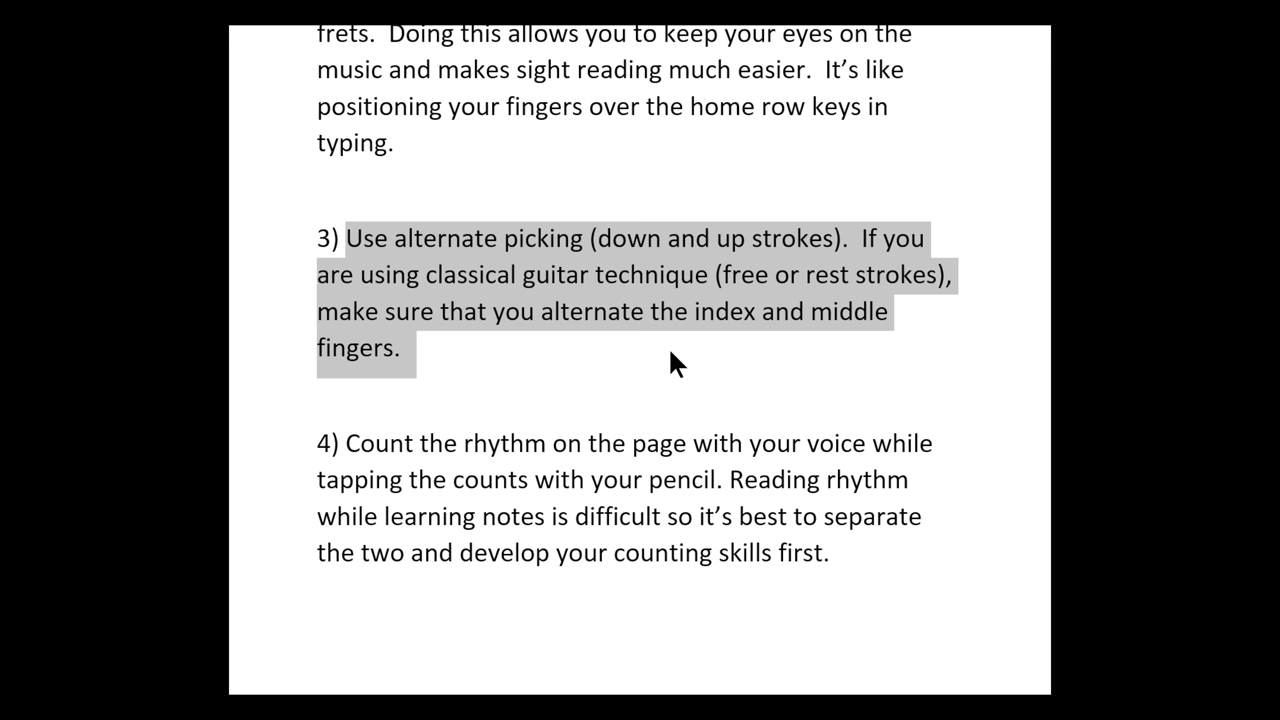 frets.  Doing this allows you to keep your eyes on the
music and makes sight reading much easier.  It’s like
positioning your fingers over the home row keys in
typing.
3) Use alternate picking (down and up strokes).  If you
are using classical guitar technique (free or rest strokes),
make sure that you alternate the index and middle
fingers.
4) Count the rhythm on the page with your voice while
tapping the counts with your pencil. Reading rhythm
while learning notes is difficult so it’s best to separate
the two and develop your counting skills first.